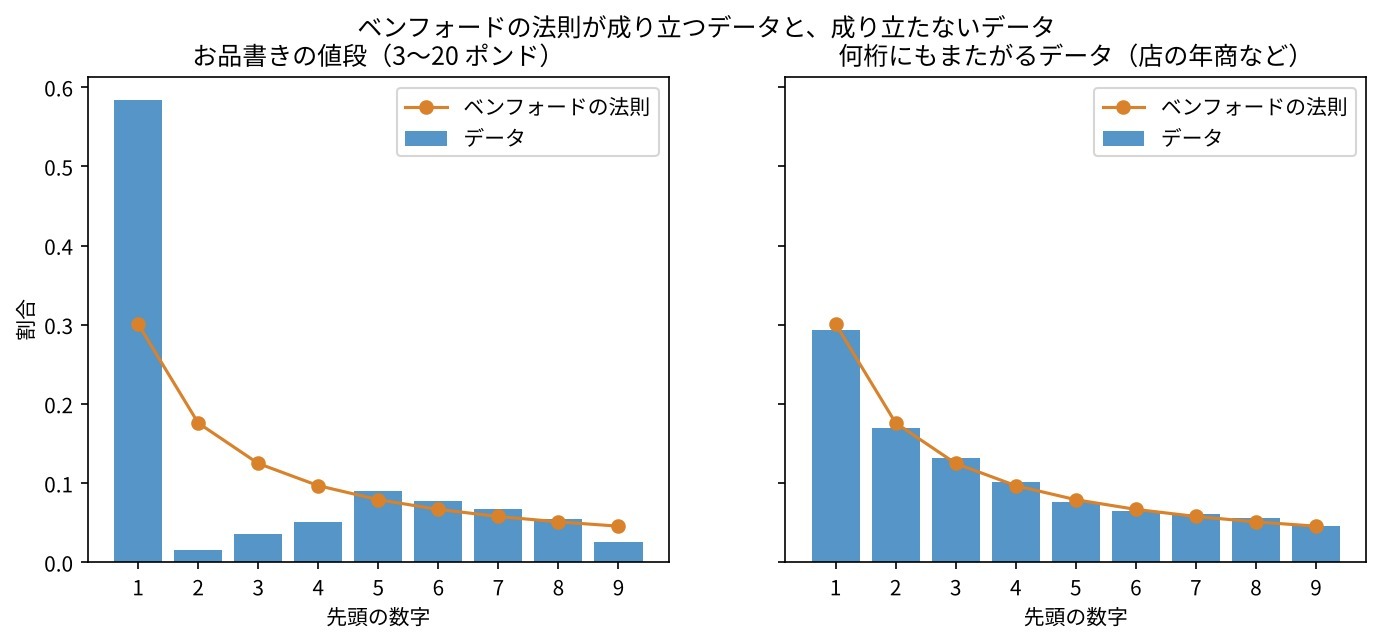 ベンフォードの法則が成り立つデータと、成り立たないデータ
お品書きの値段（3～20 ポンド）
割合
0.6
0.5
0.4
0.3
0.2
0.1
0.0
ベンフォードの法則
データ
1 2 3 4 5 6 7 8 9
先頭の数字
何桁にもまたがるデータ（店の年商など）
ベンフォードの法則
データ
1 2 3 4 5 6 7 8 9
先頭の数字